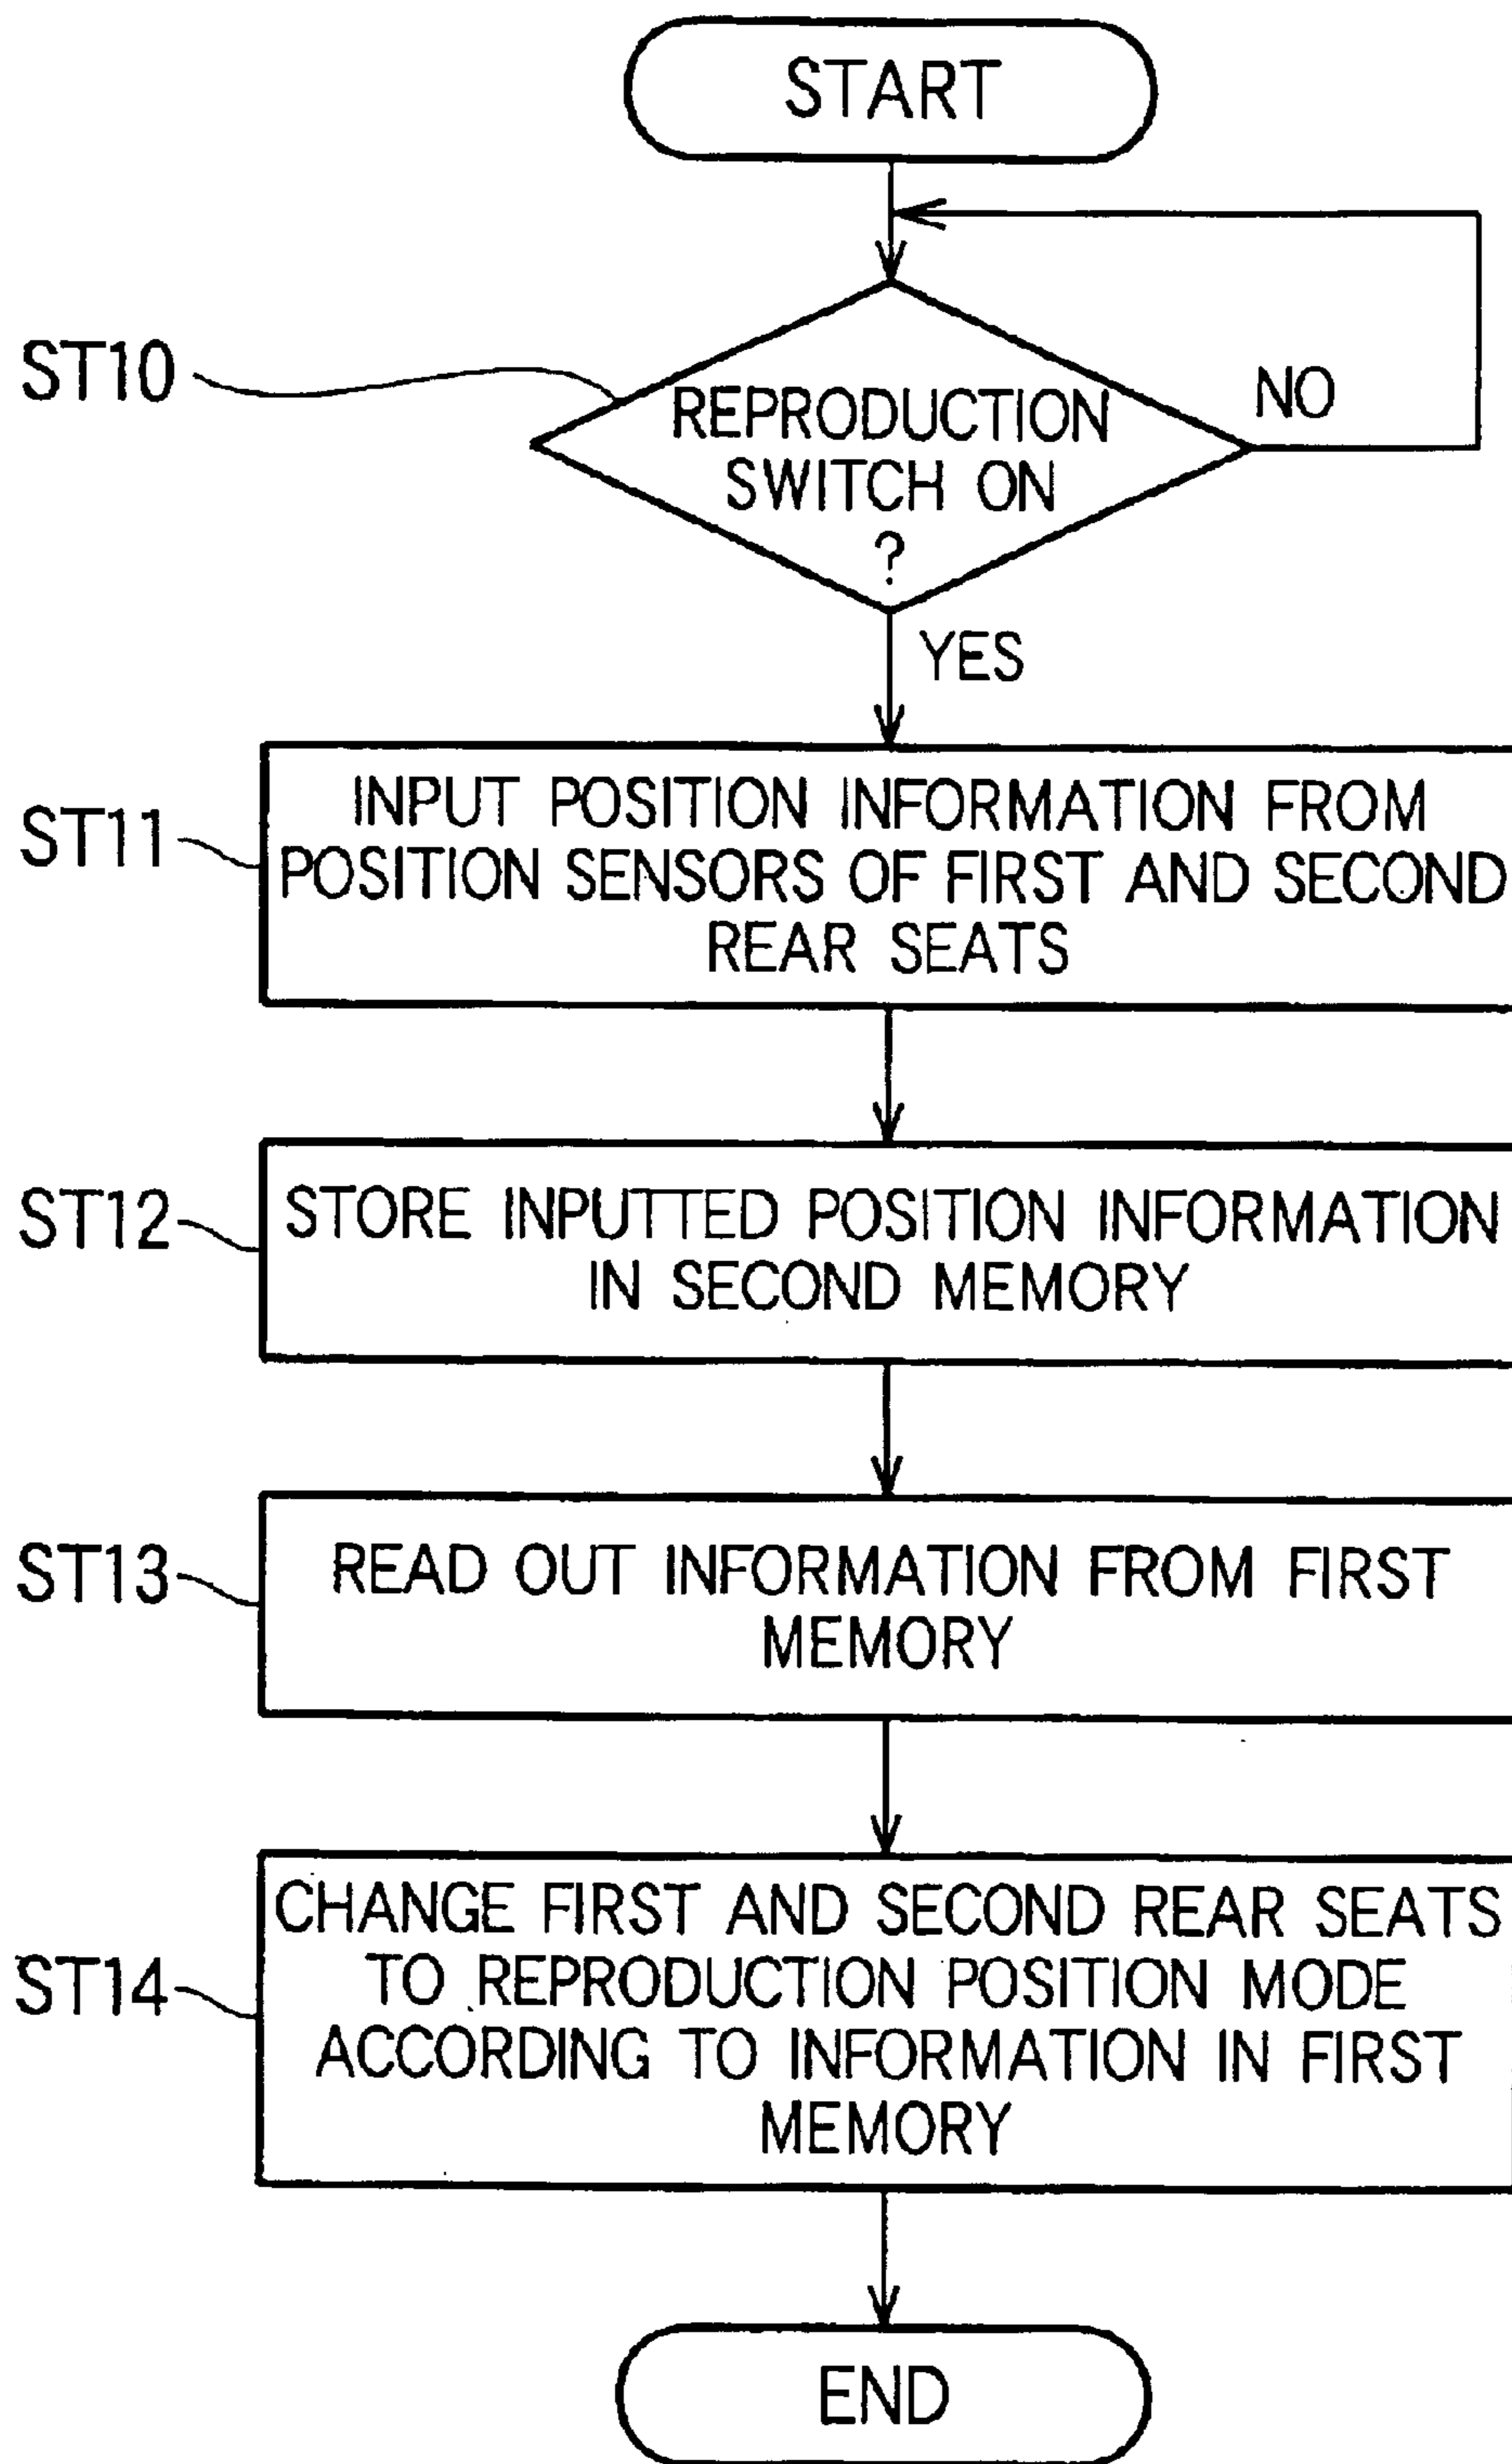 START
ST10
REPRODUCTION
SWITCH ON
?
NO
YES
ST11
INPUT POSITION INFORMATION FROM
POSITION SENSORS OF FIRST AND SECOND
REAR SEATS
ST12
STORE INPUTTED POSITION INFORMATION
IN SECOND MEMORY
ST13
READ OUT INFORMATION FROM FIRST
MEMORY
ST14
CHANGE FIRST AND SECOND REAR SEATS
TO REPRODUCTION POSITION MODE
ACCORDING TO INFORMATION IN FIRST
MEMORY
END